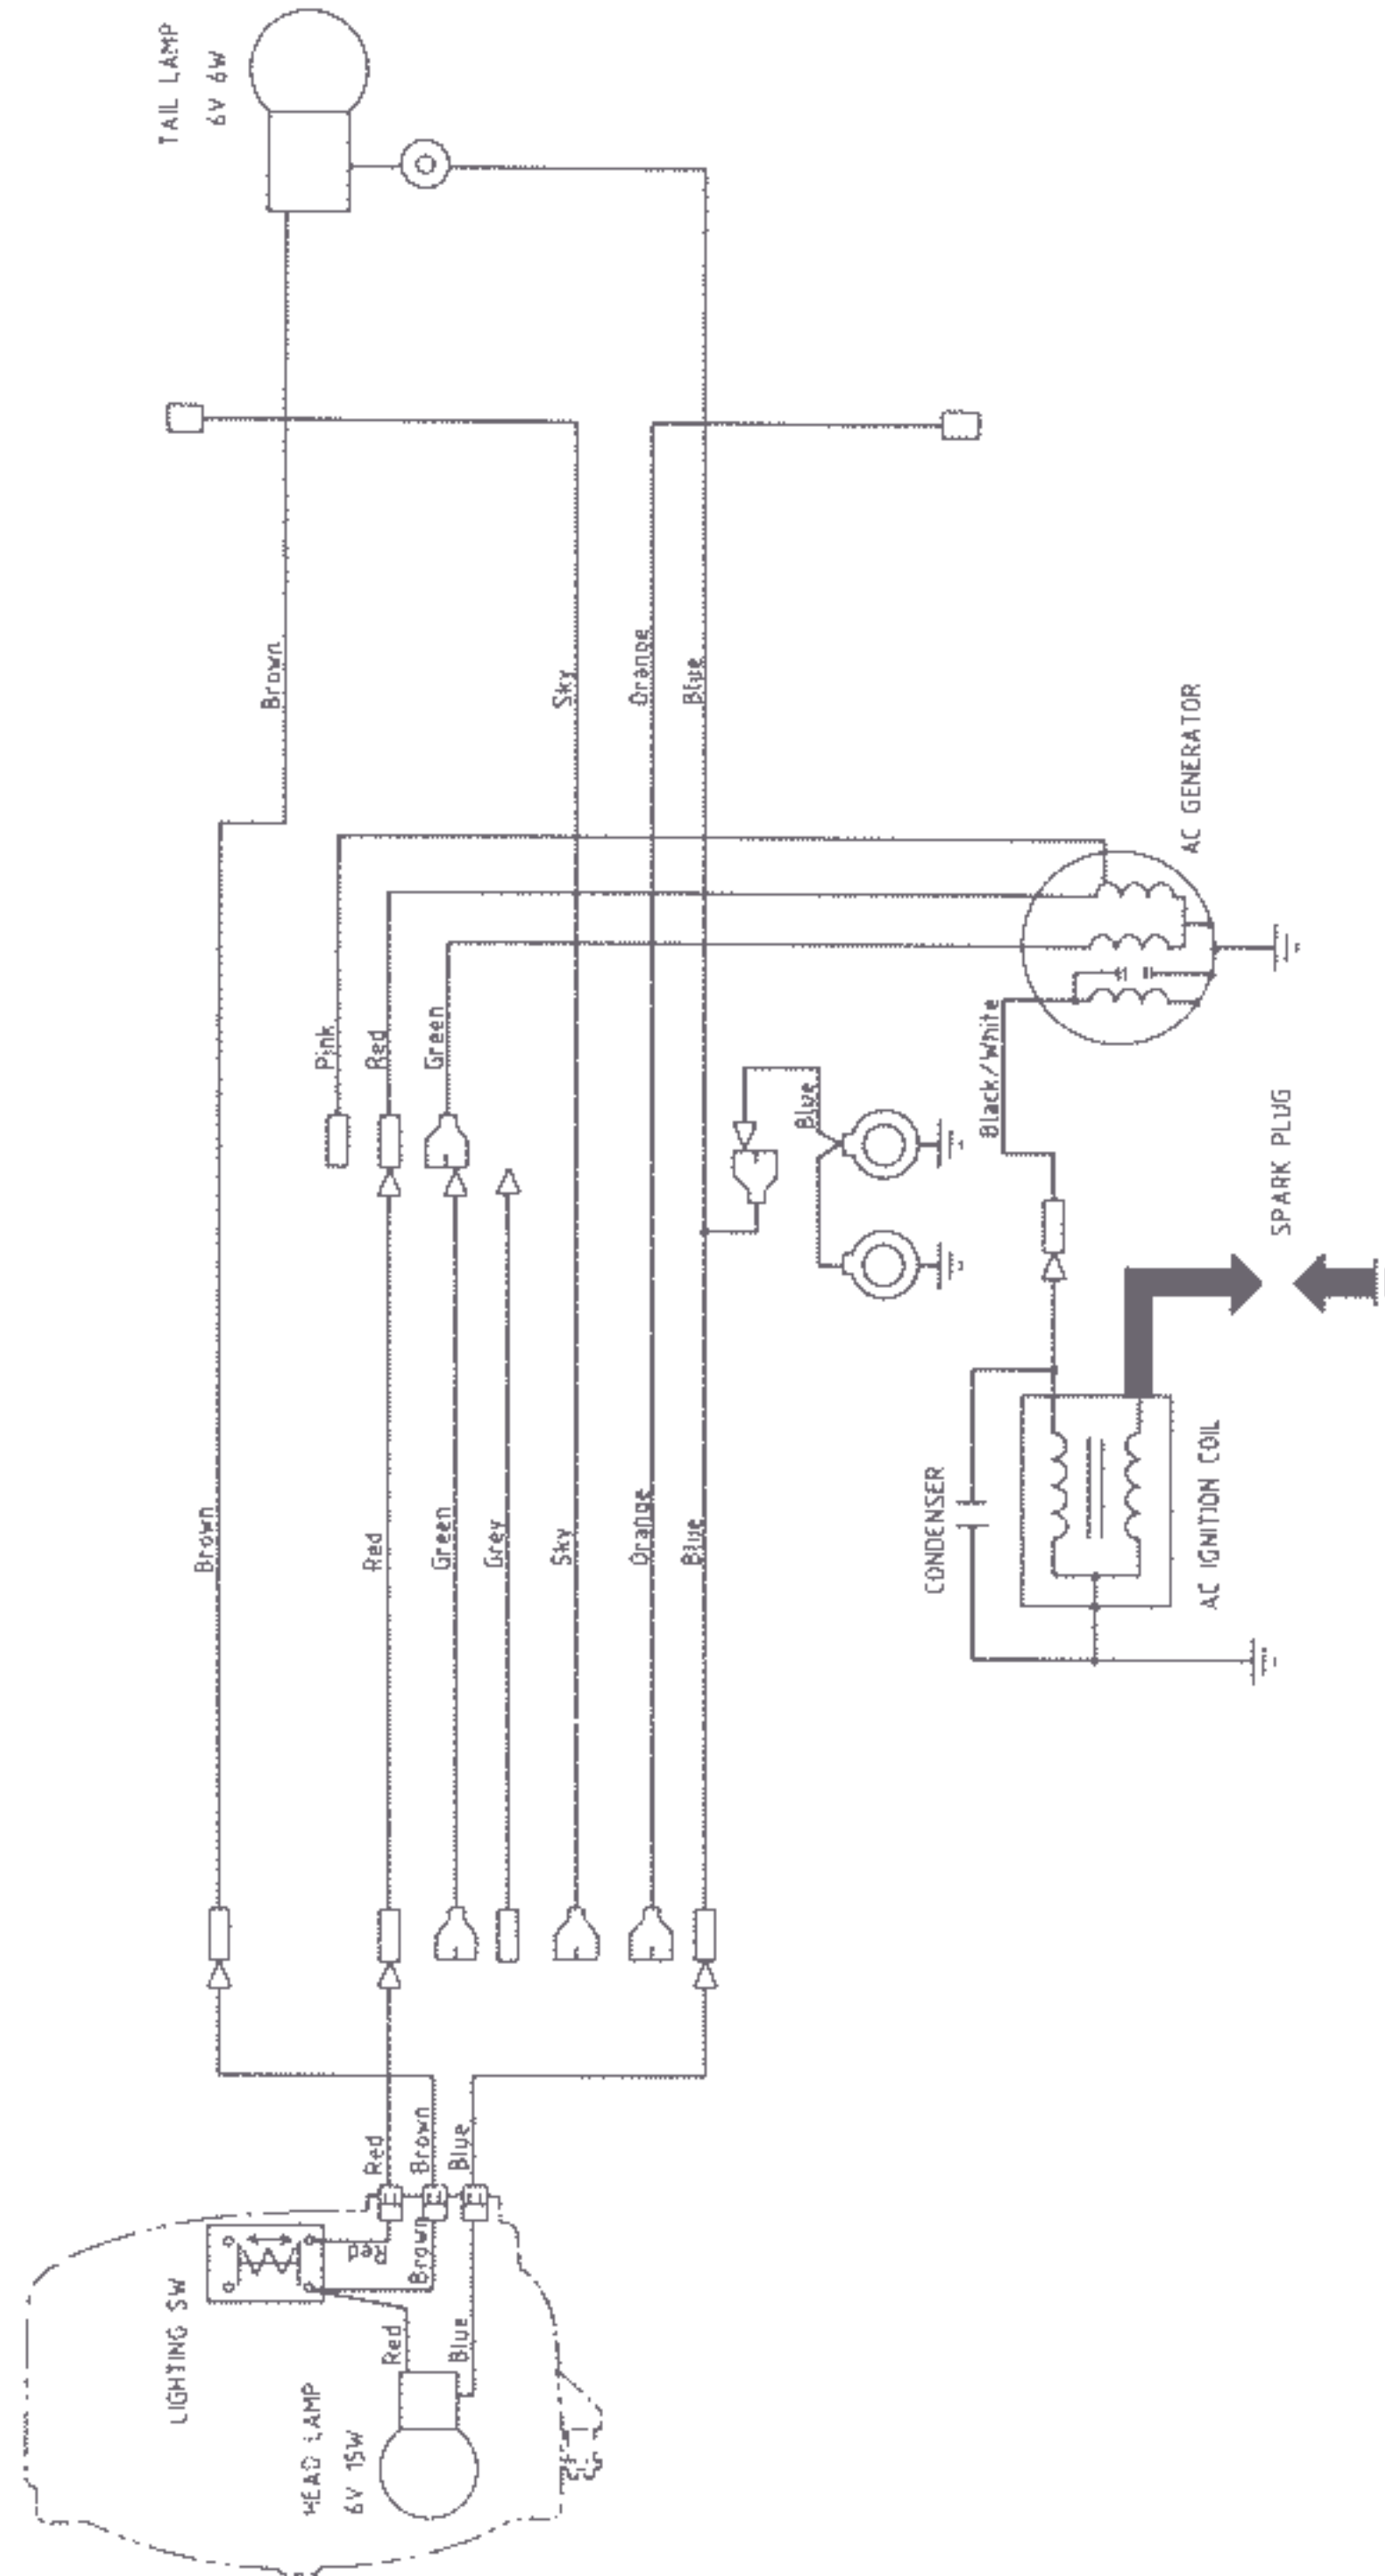 TAIL LAMP
6V 6W
Brown
Sky
Orange
Blue
AC GENERATOR
Pink
Red
Green
Blue
Black/White
SPARK PLUG
Brown
Red
Green
Grey
Sky
Orange
Blue
CONDENSER
AC IGNITION COIL
Red
Brown
Blue
Red
Brown
LIGHTING SW
Red
Blue
HEAD LAMP
6V 15W